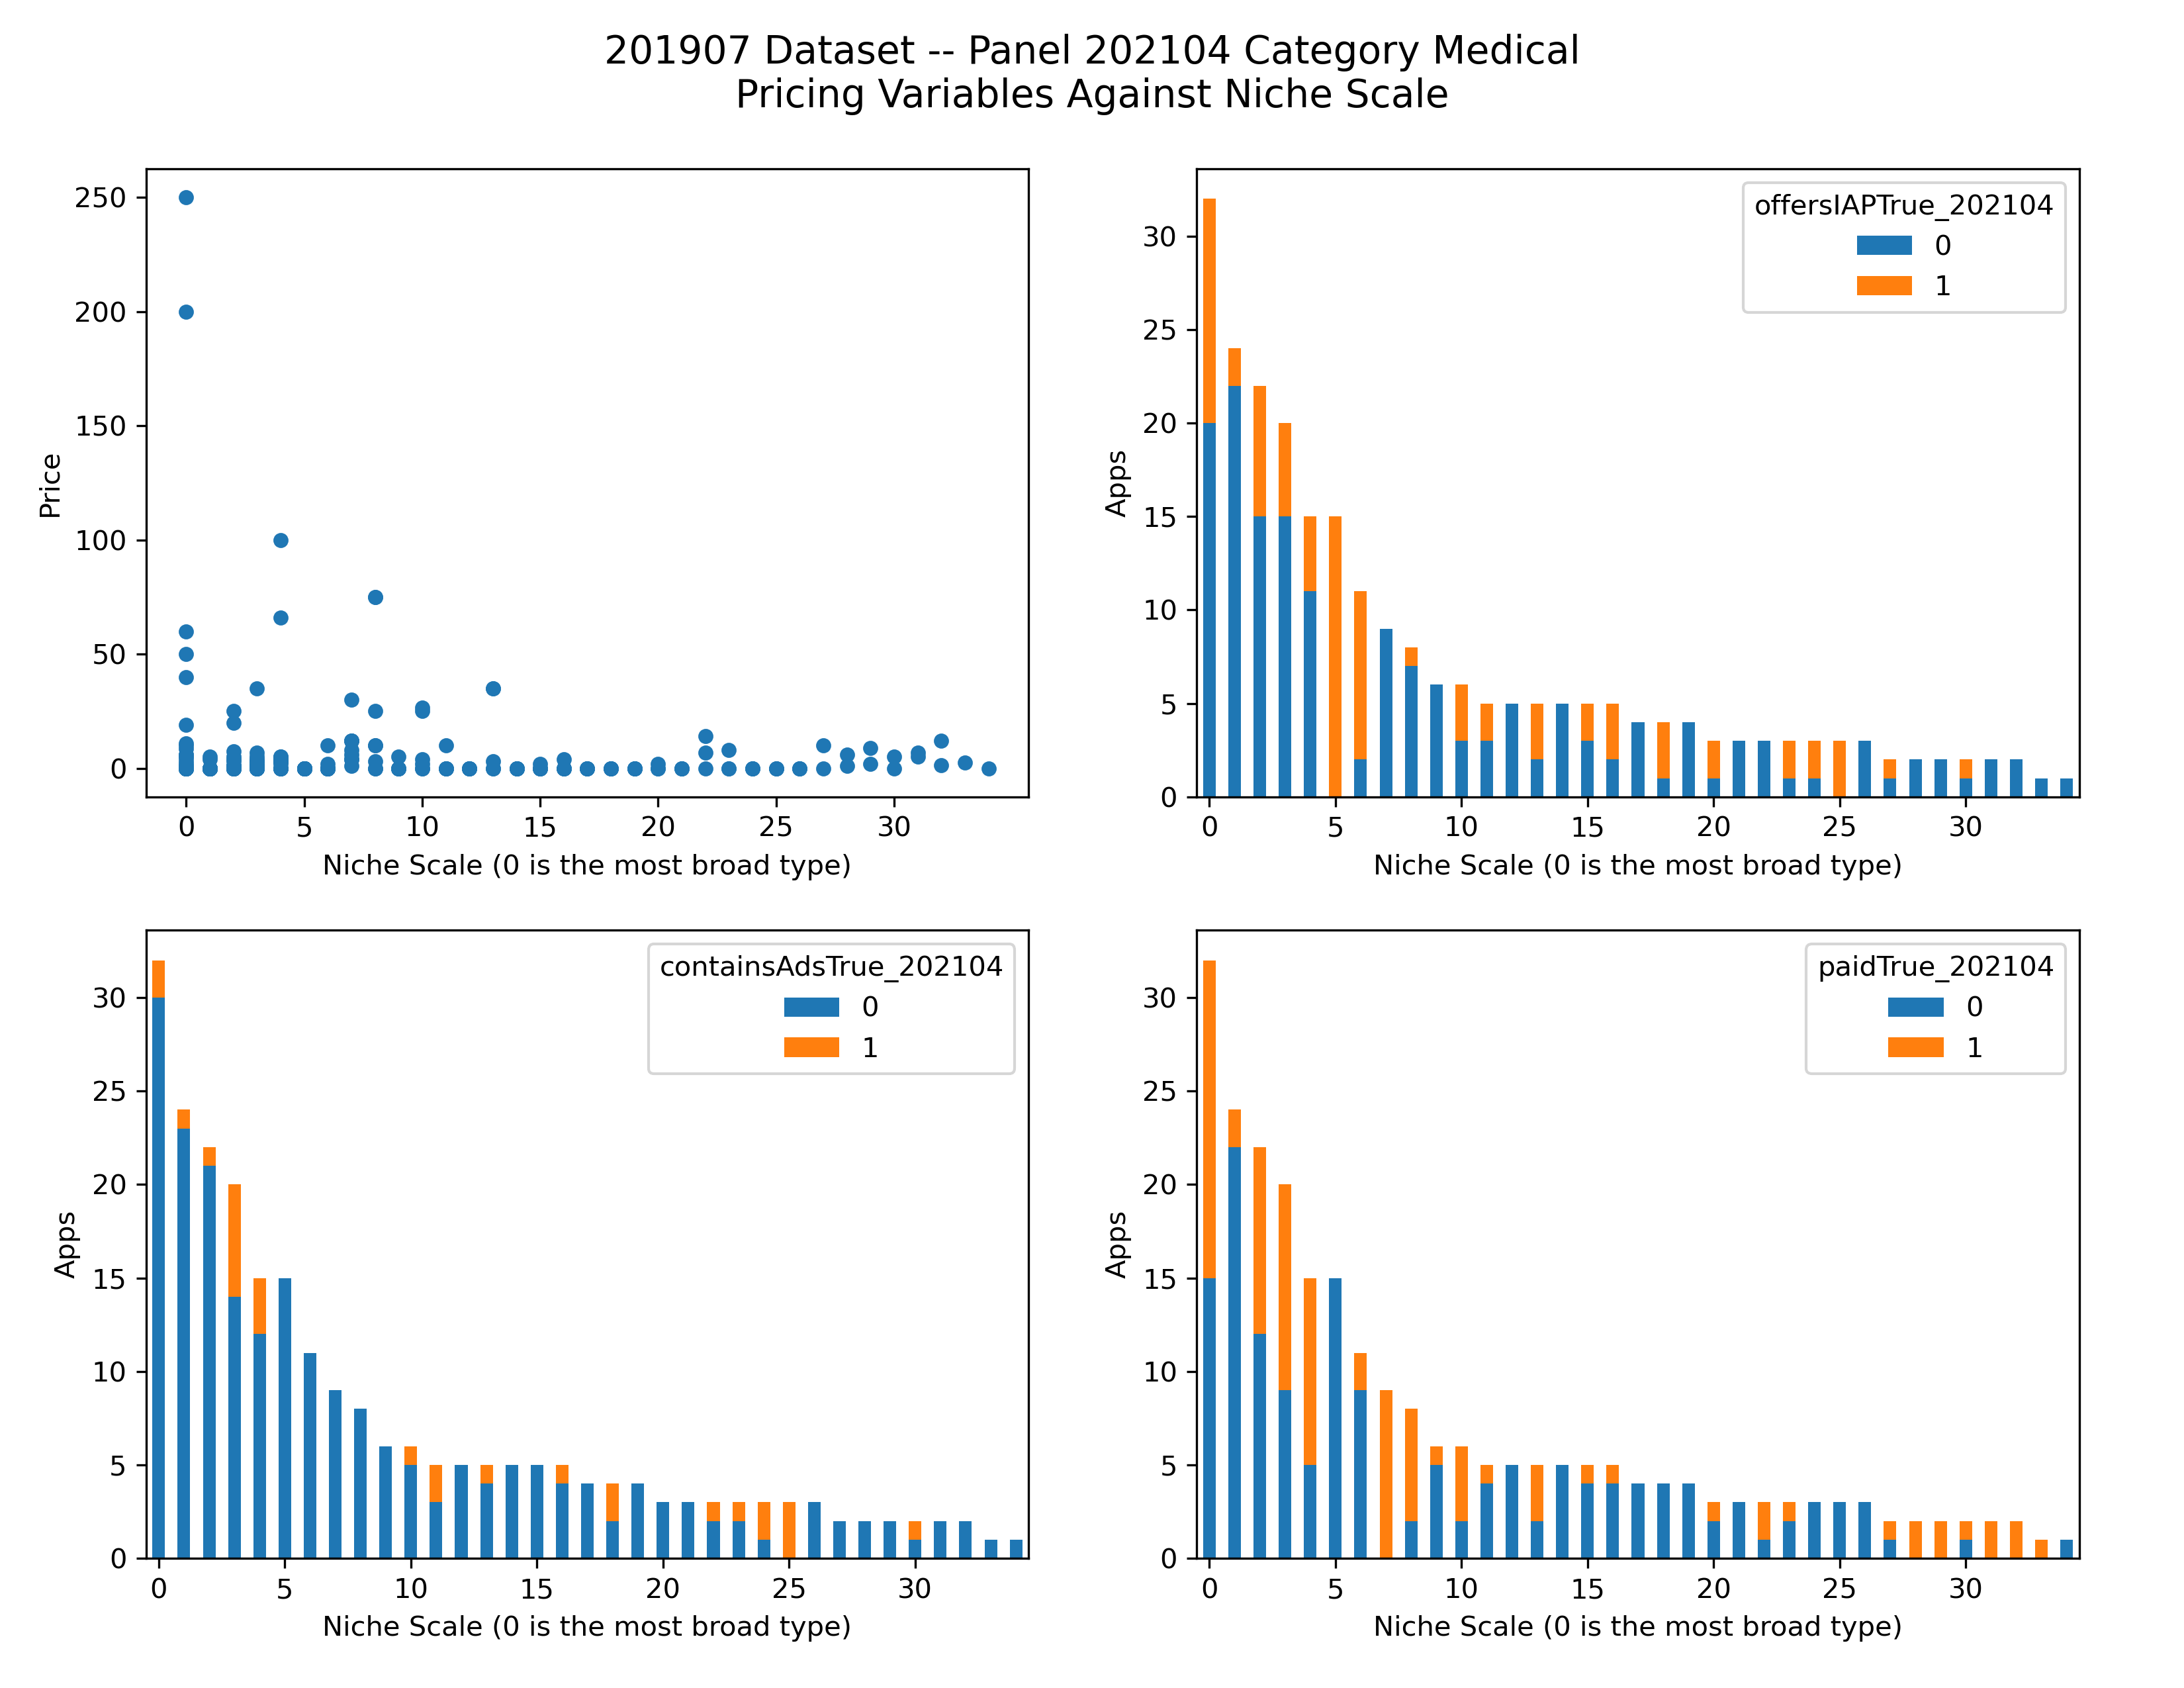 201907 Dataset -- Panel 202104 Category Medical
Pricing Variables Against Niche Scale
250
200
150
100
50
0
Price
0 5 10 15 20 25 30
Niche Scale (0 is the most broad type)
offersIAPTrue_202104
0
1
30
25
20
15
10
5
0
Apps
0 5 10 15 20 25 30
Niche Scale (0 is the most broad type)
containsAdsTrue_202104
0
1
30
25
20
15
10
5
0
Apps
0 5 10 15 20 25 30
Niche Scale (0 is the most broad type)
paidTrue_202104
0
1
30
25
20
15
10
5
0
Apps
0 5 10 15 20 25 30
Niche Scale (0 is the most broad type)